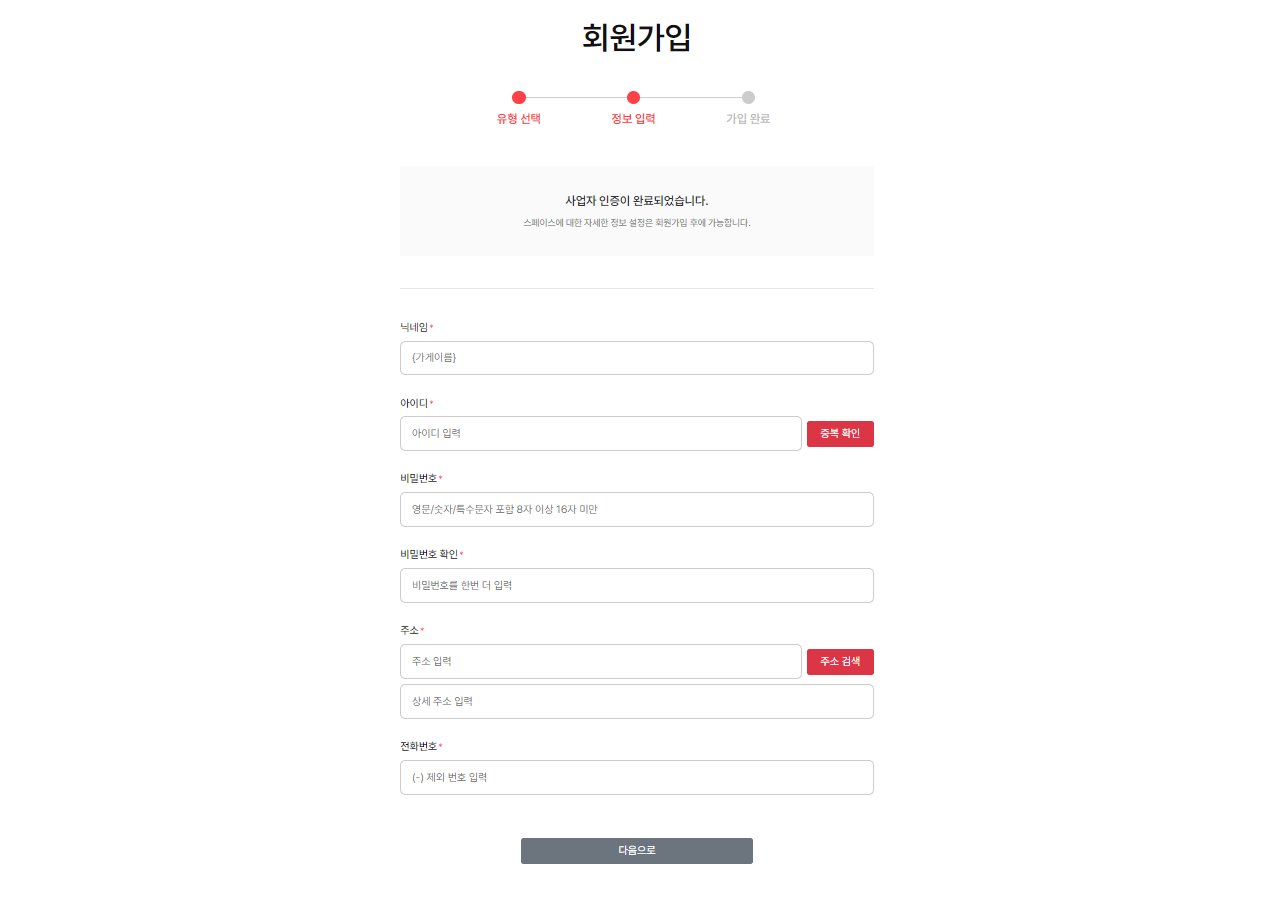 회원가입
유형 선택 정보 입력 가입 완료
사업자 인증이 완료되었습니다.
스페이스에 대한 자세한 정보 설정은 회원가입 후에 가능합니다.
닉네임*
{가게이름}
아이디*
아이디 입력 중복 확인
비밀번호*
영문/숫자/특수문자 포함 8자 이상 16자 미만
비밀번호 확인*
비밀번호를 한번 더 입력
주소*
주소 입력 주소 검색
상세 주소 입력
전화번호*
(-) 제외 번호 입력
다음으로